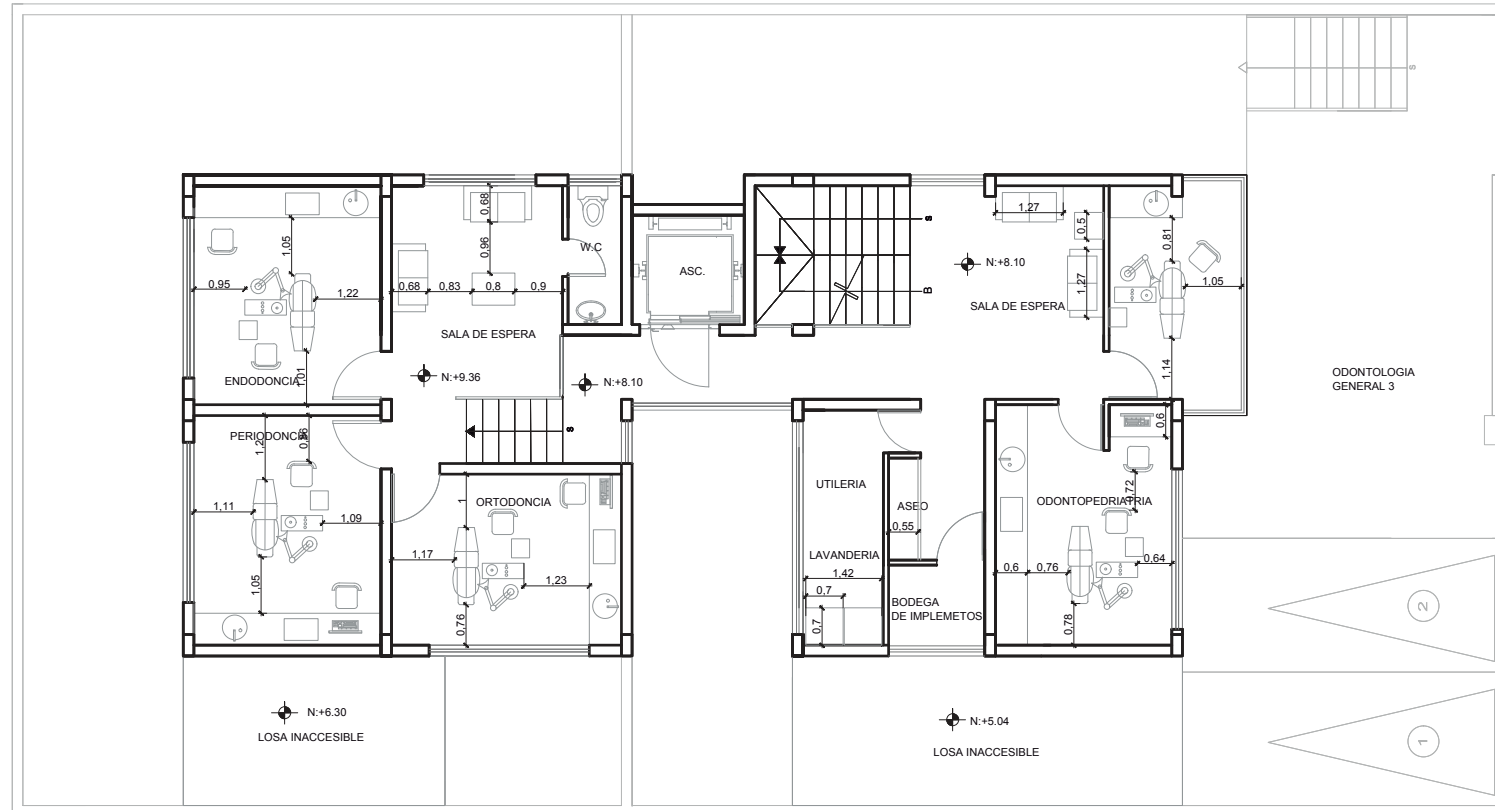 S
0,68
1,27
0,5
1,05
0,96
W.C
0,81
S
N:+8.10
ASC.
0,95
1,22
0,68
0,83
0,8
0,9
1,27
1,05
B
SALA DE ESPERA
SALA DE ESPERA
ENDODONCIA
1,01
N:+9.36
N:+8.10
1,14
ODONTOLOGIA
GENERAL 3
0,6
PERIODONCIA
1,2
S
UTILERIA
ORTODONCIA
1
ODONTOPEDRIATRIA
0,72
1,11
1,09
ASEO
0,55
1,17
1,23
LAVANDERIA
1,42
0,64
0,6
0,76
1,05
0,76
0,7
0,7
BODEGA
DE IMPLEMETOS
0,78
2
N:+6.30
LOSA INACCESIBLE
N:+5.04
LOSA INACCESIBLE
1